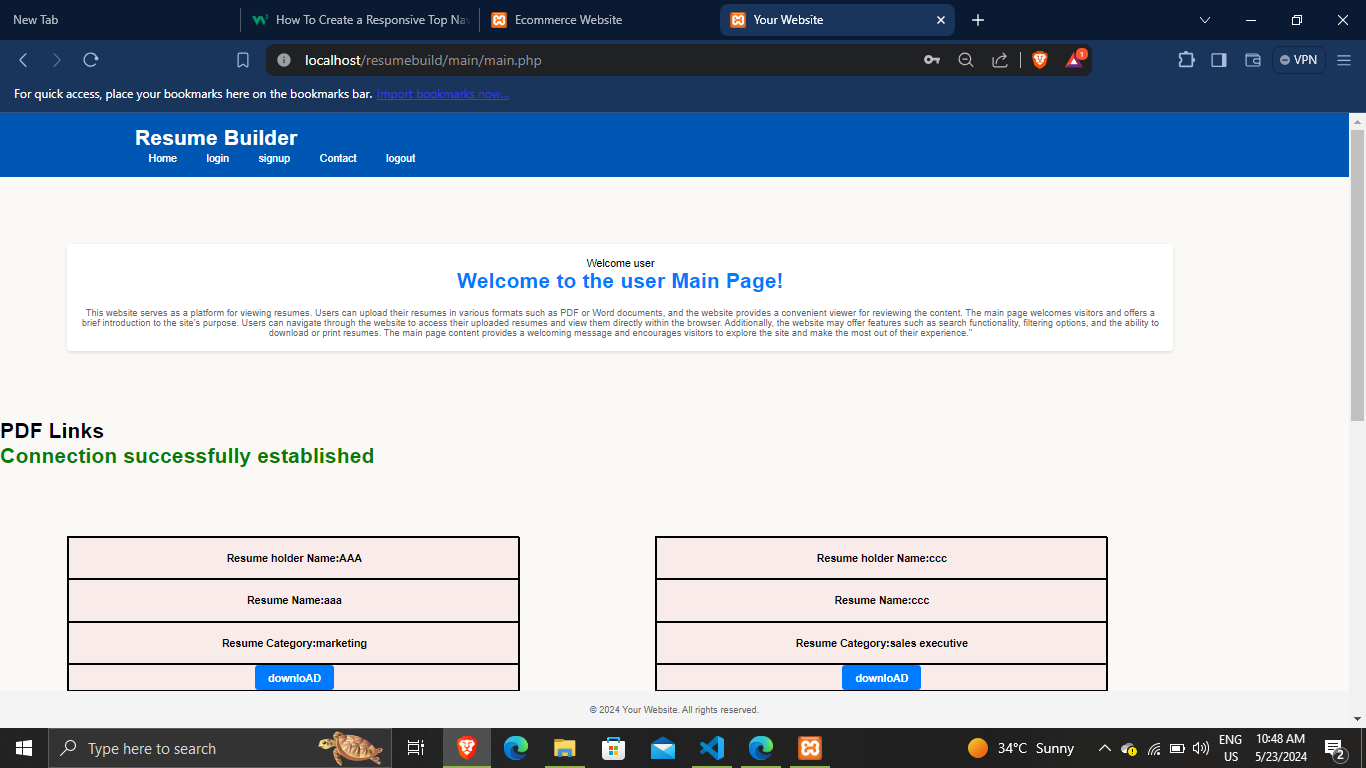 New Tab
How To Create a Responsive Top Nav
Ecommerce Website
Your Website
localhost/resumebuild/main/main.php
1
VPN
For quick access, place your bookmarks here on the bookmarks bar. Import bookmarks now...
Resume Builder
Home login signup Contact logout
Welcome user
Welcome to the user Main Page!
This website serves as a platform for viewing resumes. Users can upload their resumes in various formats such as PDF or Word documents, and the website provides a convenient viewer for reviewing the content. The main page welcomes visitors and offers a
brief introduction to the site's purpose. Users can navigate through the website to access their uploaded resumes and view them directly within the browser. Additionally, the website may offer features such as search functionality, filtering options, and the ability to
download or print resumes. The main page content provides a welcoming message and encourages visitors to explore the site and make the most out of their experience."
PDF Links
Connection successfully established
Resume holder Name:AAA
Resume Name:aaa
Resume Category:marketing
downloAD
Resume holder Name:ccc
Resume Name:ccc
Resume Category:sales executive
downloAD
© 2024 Your Website. All rights reserved.
Type here to search
34°C Sunny
ENG
US
10:48 AM
5/23/2024
2